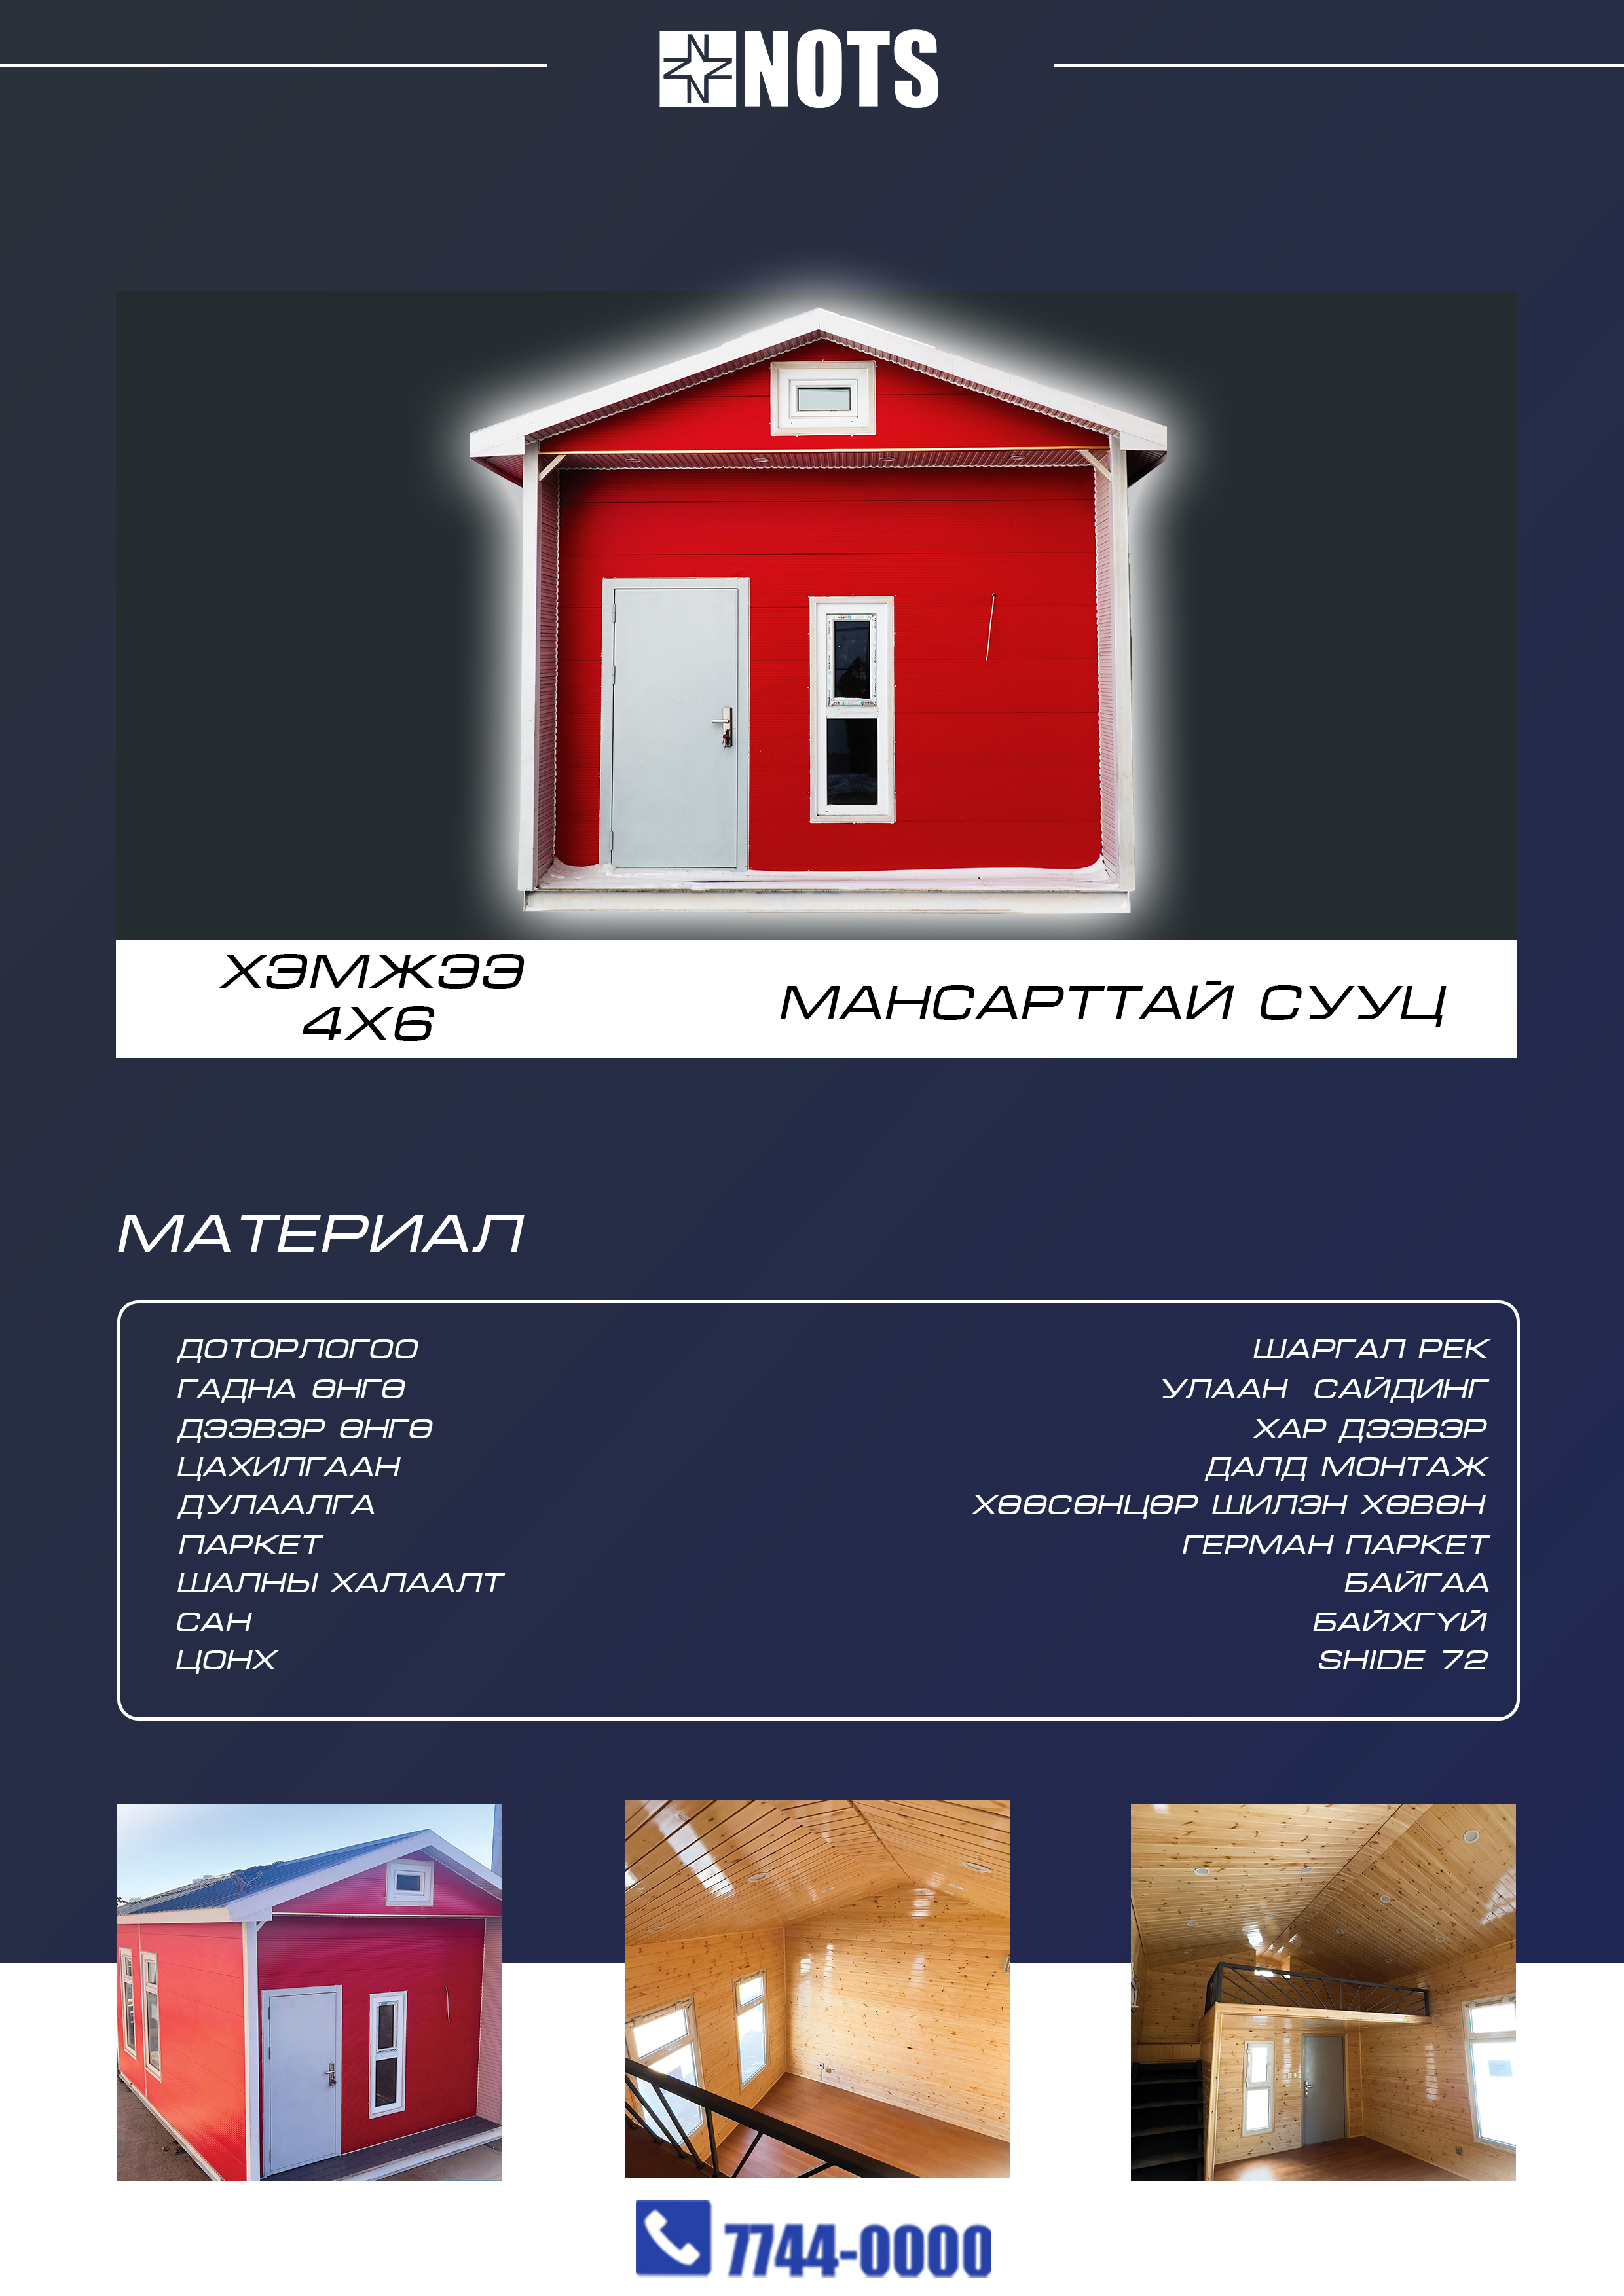 NOTS
ХЭМЖЭЭ
4X6
МАНСАРТТАЙ СУУЦ
МАТЕРИАЛ
ДОТОРЛОГОО ШАРГАЛ РЕК
ГАДНА ӨНГӨ УЛААН САЙДИНГ
ДЭЭВЭР ӨНГӨ ХАР ДЭЭВЭР
ЦАХИЛГААН ДАЛД МОНТАЖ
ДУЛААЛГА ХӨӨСӨНЦӨР ШИЛЭН ХӨВӨН
ПАРКЕТ ГЕРМАН ПАРКЕТ
ШАЛНЫ ХАЛААЛТ БАЙГАА
САН БАЙХГҮЙ
ЦОНХ SHIDE 72
7744-0000